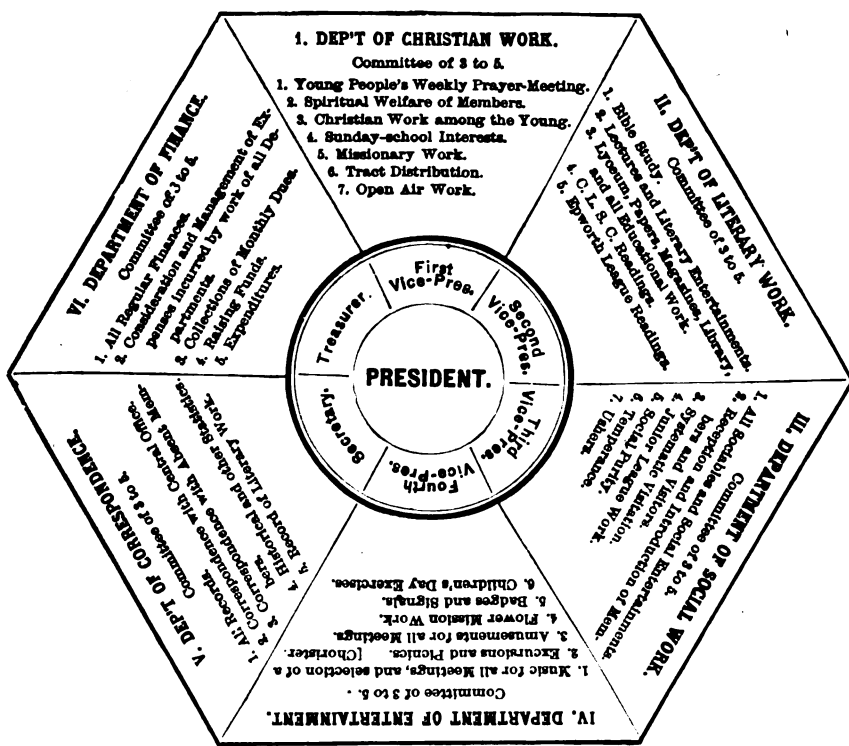 1. DEP'T OF CHRISTIAN WORK.
Committee of 3 to 5.
1. Young People's Weekly Prayer-Meeting.
2. Spiritual Welfare of Members.
3. Christian Work among the Young.
4. Sunday-school Interests.
5. Missionary Work.
6. Tract Distribution.
7. Open Air Work.
II. DEP'T OF LITERARY WORK.
Committee of 3 to 5.
1. Bible Study.
2. Lectures and Literary Entertainments.
3. Lyceum, Papers, Magazines, Library,
and all Educational Work.
4. C. L. S. C. Readings.
5. Epworth League Readings.
III. DEPARTMENT OF SOCIAL WORK.
Committee of 3 to 5.
1. All Sociables and Social Entertainments.
2. Reception and Introduction of Mem-
bers and Visitors.
3. Systematic Visitation.
4. Junior League Work.
5. Social Purity.
6. Temperance.
7. Ushers.
IV. DEPARTMENT OF ENTERTAINMENT.
Committee of 3 to 5.
1. Music for all Meetings, and selection of a
2. Excursions and Picnics. [Chorister.
3. Amusements for all Meetings.
4. Flower Mission Work.
5. Badges and Signals.
6. Children's Day Exercises.
V. DEP'T OF CORRESPONDENCE.
Committee of 3 to 5.
1. All Records.
2. Correspondence with Central Office.
3. Correspondence with Absent Mem-
bers.
4. Historical and other Statistics.
5. Record of Literary Work.
VI. DEPARTMENT OF FINANCE.
Committee of 3 to 5.
1. All Regular Finances.
2. Consideration and Management of Ex-
penses incurred by work of all De-
partments.
3. Collections of Monthly Dues.
4. Raising Funds.
5. Expenditures.
First
Vice-Pres.
Second
Vice-Pres.
Third
Vice-Pres.
Fourth
Vice-Pres.
Secretary.
Treasurer.
PRESIDENT.